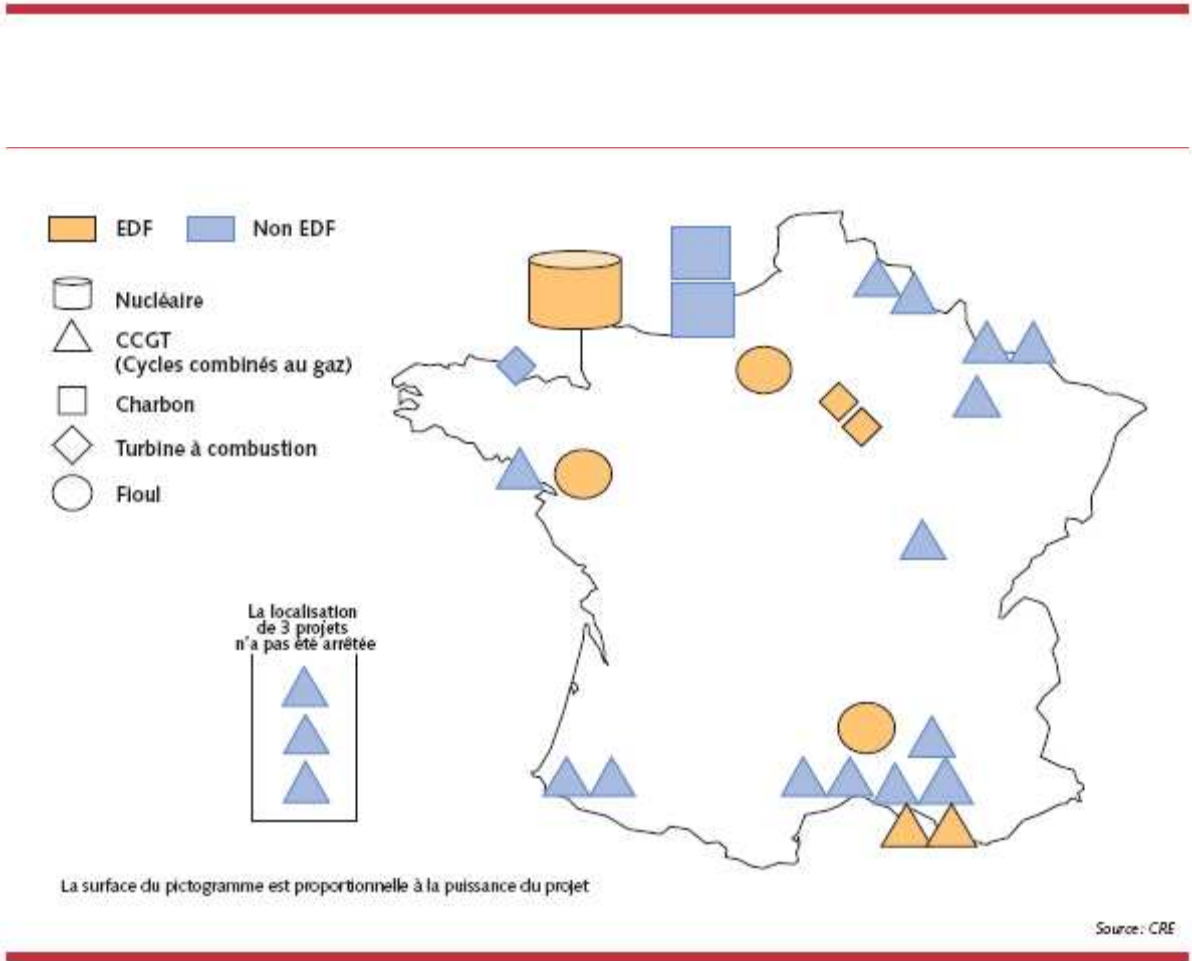 EDF
Non EDF
Nucléaire
CCGT
(Cycles combinés au gaz)
Charbon
Turbine à combustion
Fioul
La localisation
de 3 projets
n'a pas été arrêtée
La surface du pictogramme est proportionnelle à la puissance du projet
Source: CRE